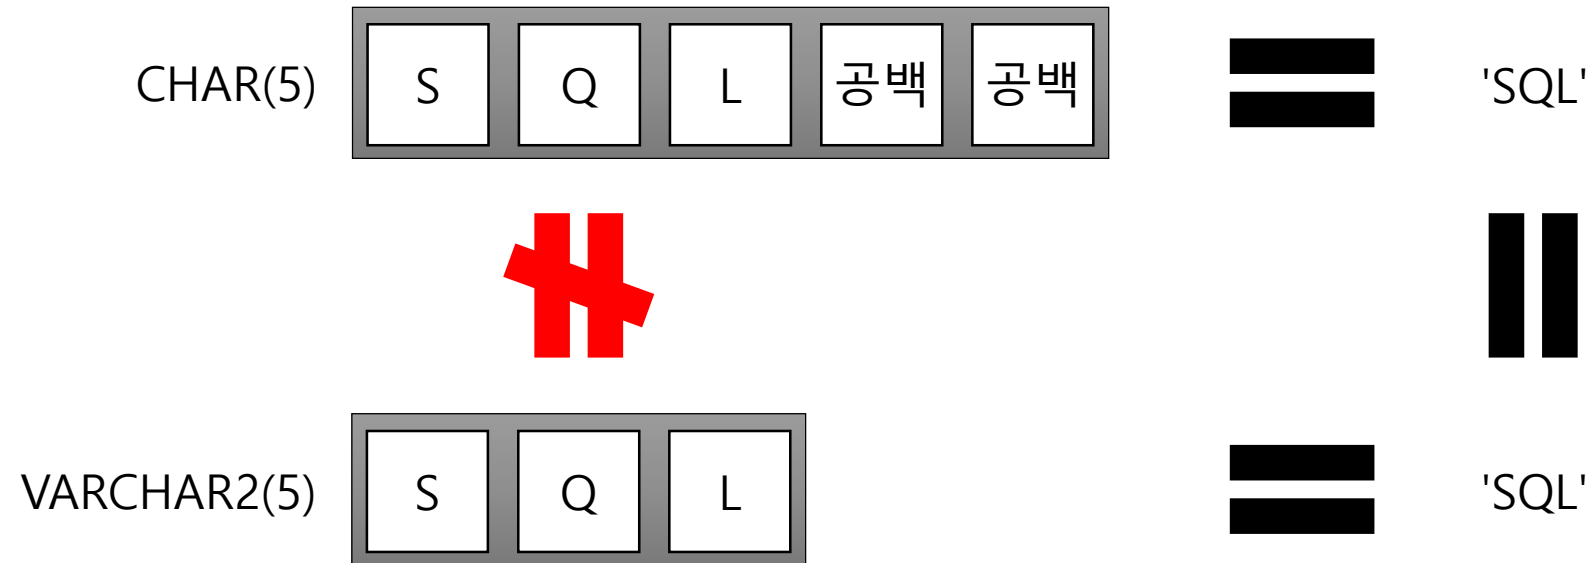 CHAR(5) S Q L 공백 공백 'SQL'
VARCHAR2(5) S Q L 'SQL'